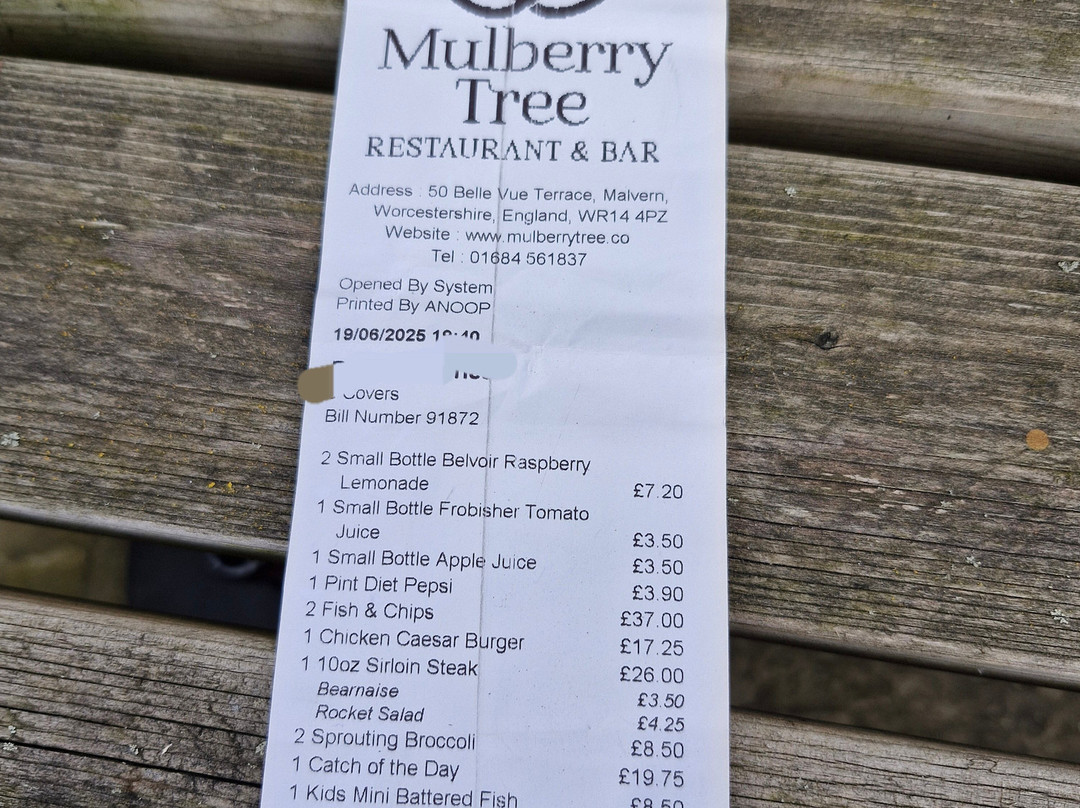 Mulberry
Tree
RESTAURANT & BAR
Address : 50 Belle Vue Terrace, Malvern,
Worcestershire, England, WR14 4PZ
Website : www.mulberrytree.co
Tel : 01684 561837
Opened By System
Printed By ANOOP
19/06/2025
Covers
Bill Number 91872
2 Small Bottle Belvoir Raspberry
Lemonade £7.20
1 Small Bottle Frobisher Tomato
Juice £3.50
1 Small Bottle Apple Juice £3.50
1 Pint Diet Pepsi £3.90
2 Fish & Chips £37.00
1 Chicken Caesar Burger £17.25
1 10oz Sirloin Steak £26.00
Bearnaise £3.50
Rocket Salad £4.25
2 Sprouting Broccoli £8.50
1 Catch of the Day £19.75
1 Kids Mini Battered Fish £8.50